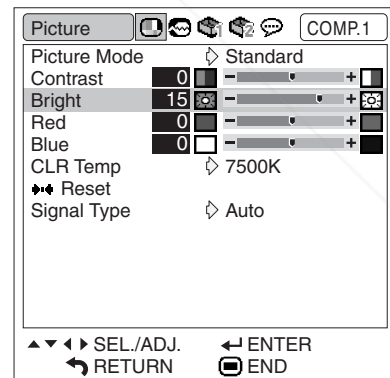 Picture COMP.1
Picture Mode Standard
Contrast 0 - +
Bright 15 - +
Red 0 - +
Blue 0 - +
CLR Temp 7500K
Reset
Signal Type Auto
SEL./ADJ. ENTER
RETURN END